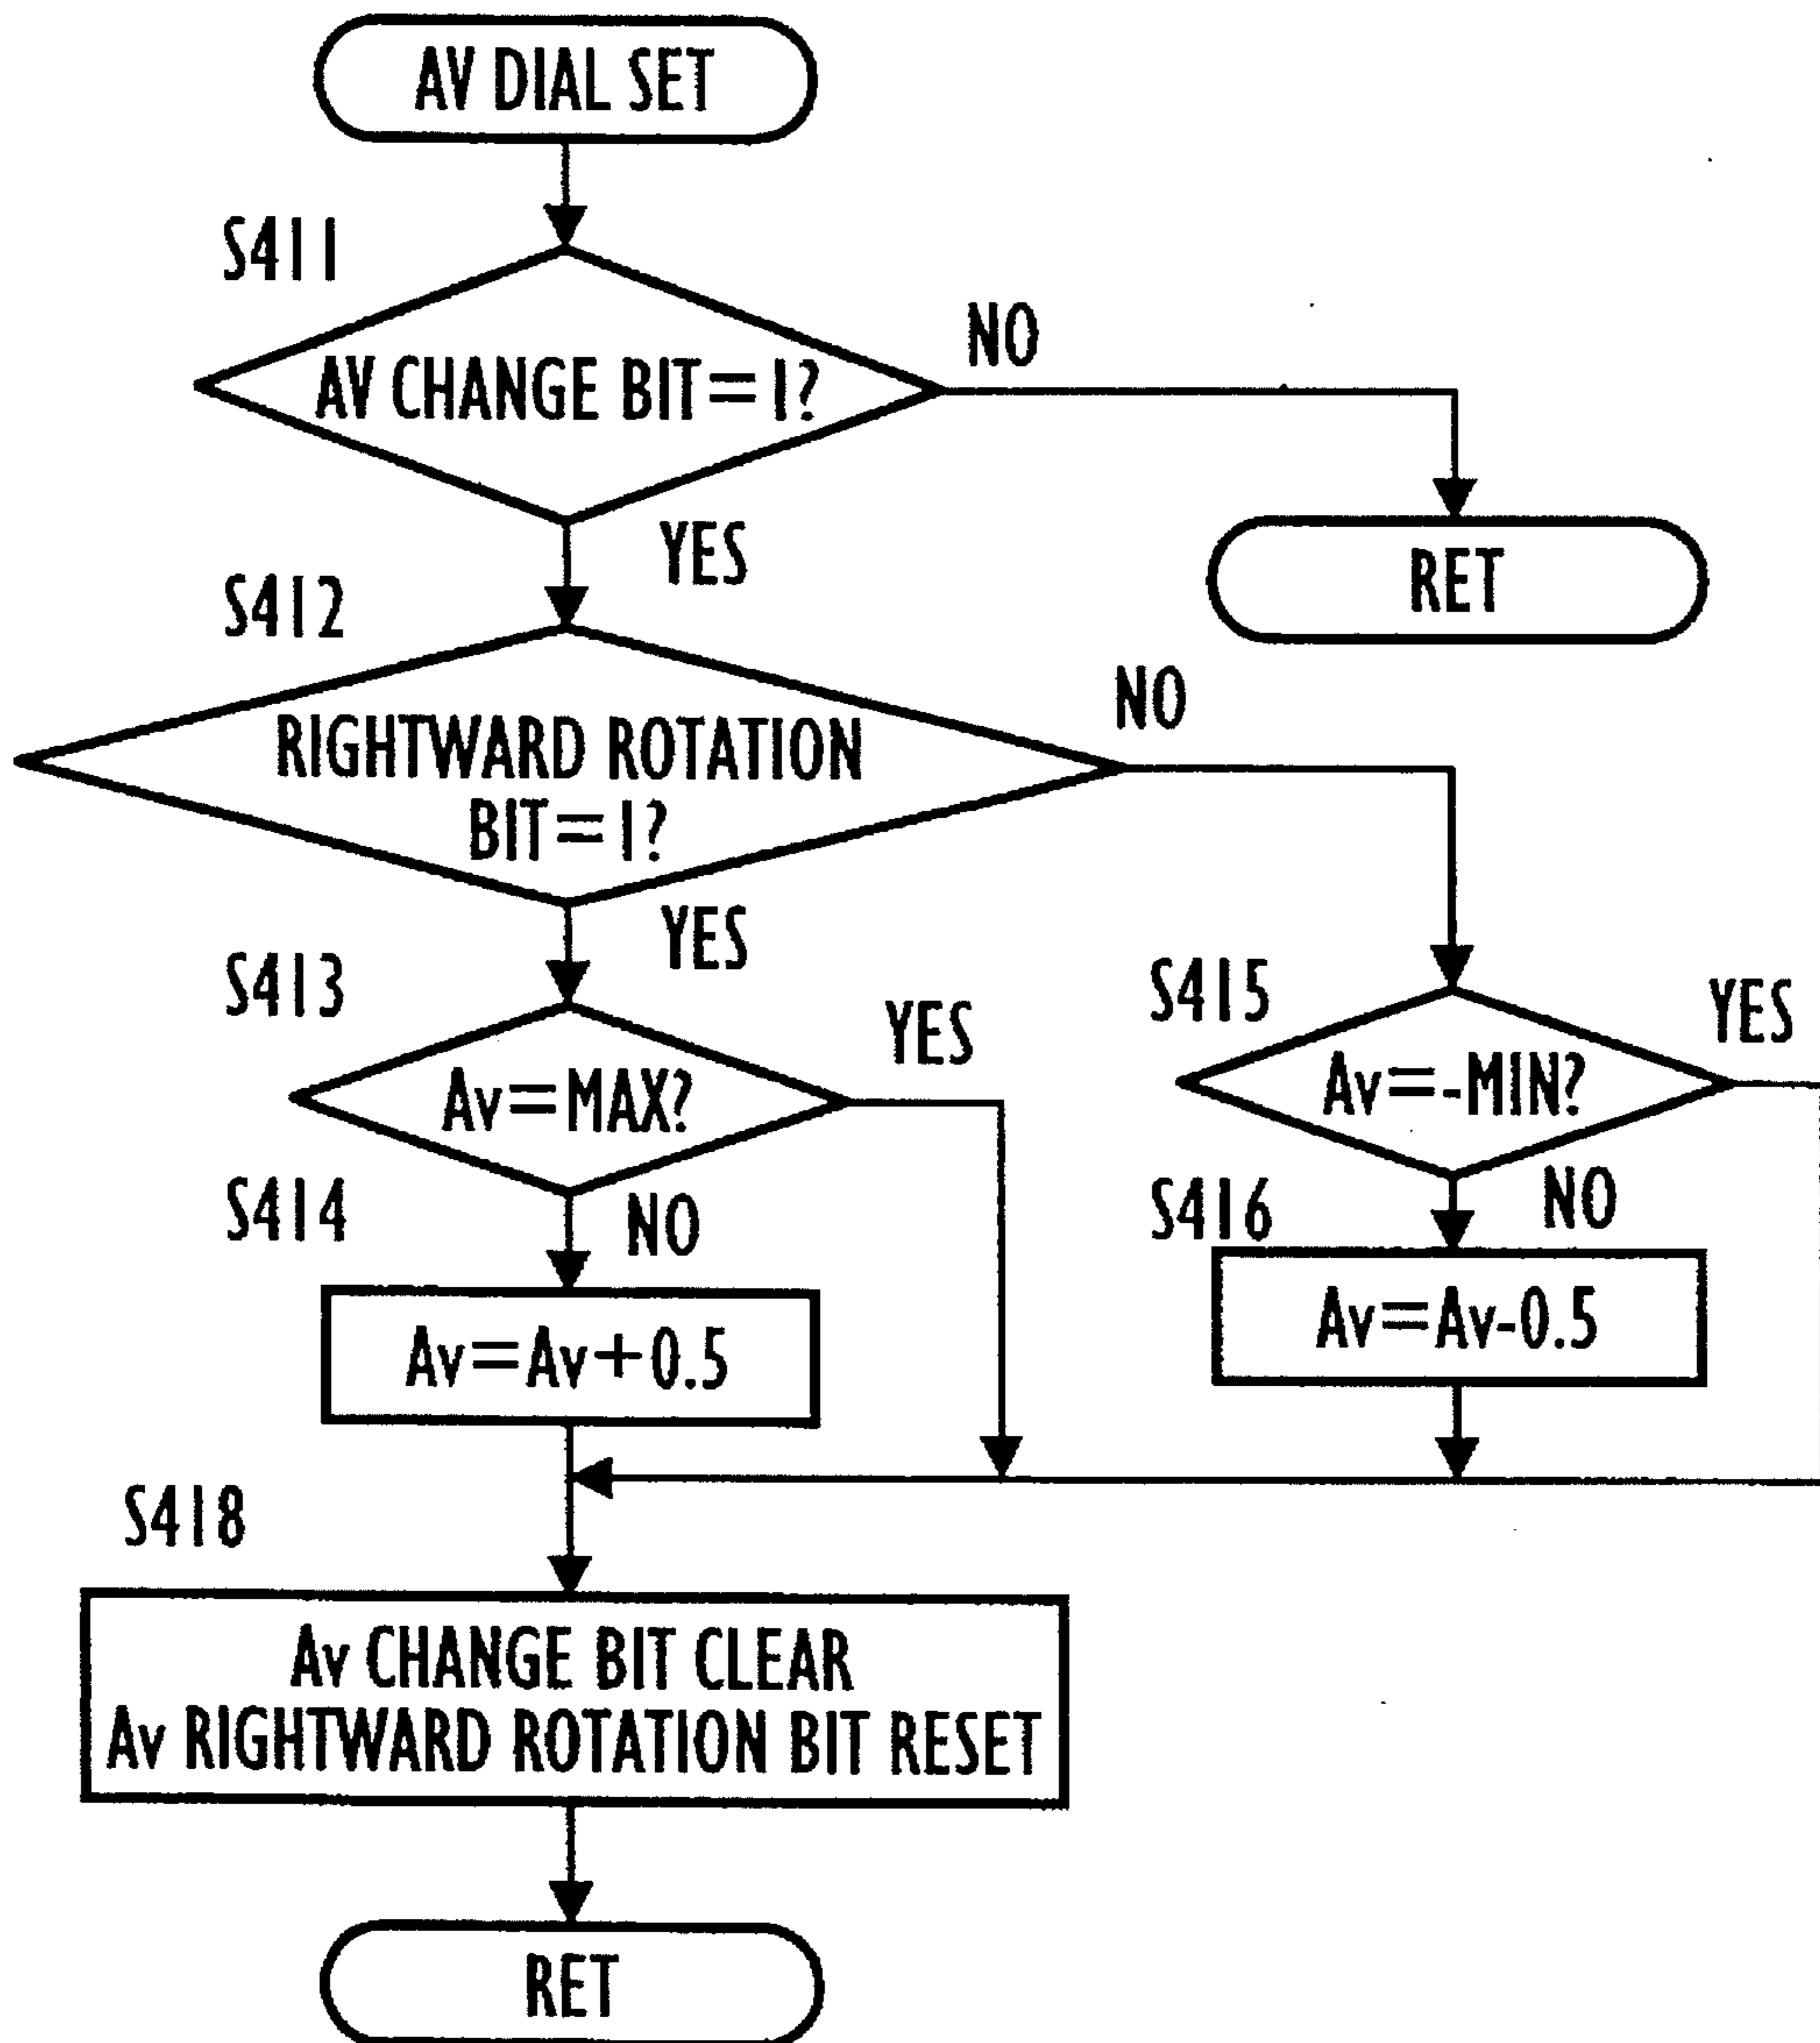 AV DIAL SET
S411
AV CHANGE BIT=1?
NO
YES
RET
S412
RIGHTWARD ROTATION
BIT=1?
NO
YES
S413
Av=MAX?
YES
S415
Av=-MIN?
YES
S414
NO
Av=Av+0.5
S416
NO
Av=Av-0.5
S418
Av CHANGE BIT CLEAR
Av RIGHTWARD ROTATION BIT RESET
RET